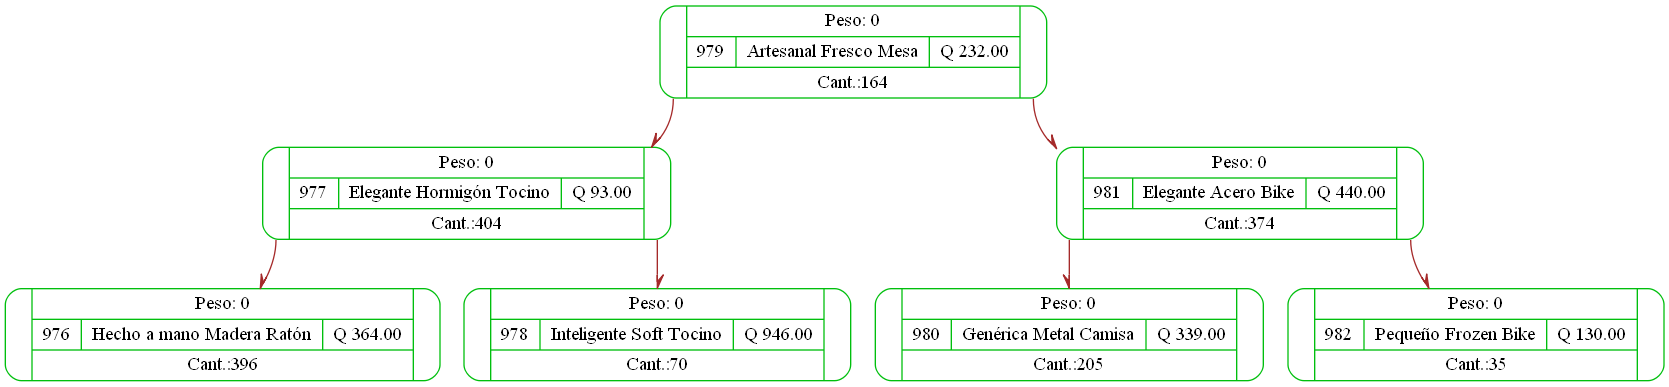 Peso: 0
979 Artesanal Fresco Mesa Q 232.00
Cant.:164
Peso: 0
977 Elegante Hormigón Tocino Q 93.00
Cant.:404
Peso: 0
981 Elegante Acero Bike Q 440.00
Cant.:374
Peso: 0
976 Hecho a mano Madera Ratón Q 364.00
Cant.:396
Peso: 0
978 Inteligente Soft Tocino Q 946.00
Cant.:70
Peso: 0
980 Genérica Metal Camisa Q 339.00
Cant.:205
Peso: 0
982 Pequeño Frozen Bike Q 130.00
Cant.:35